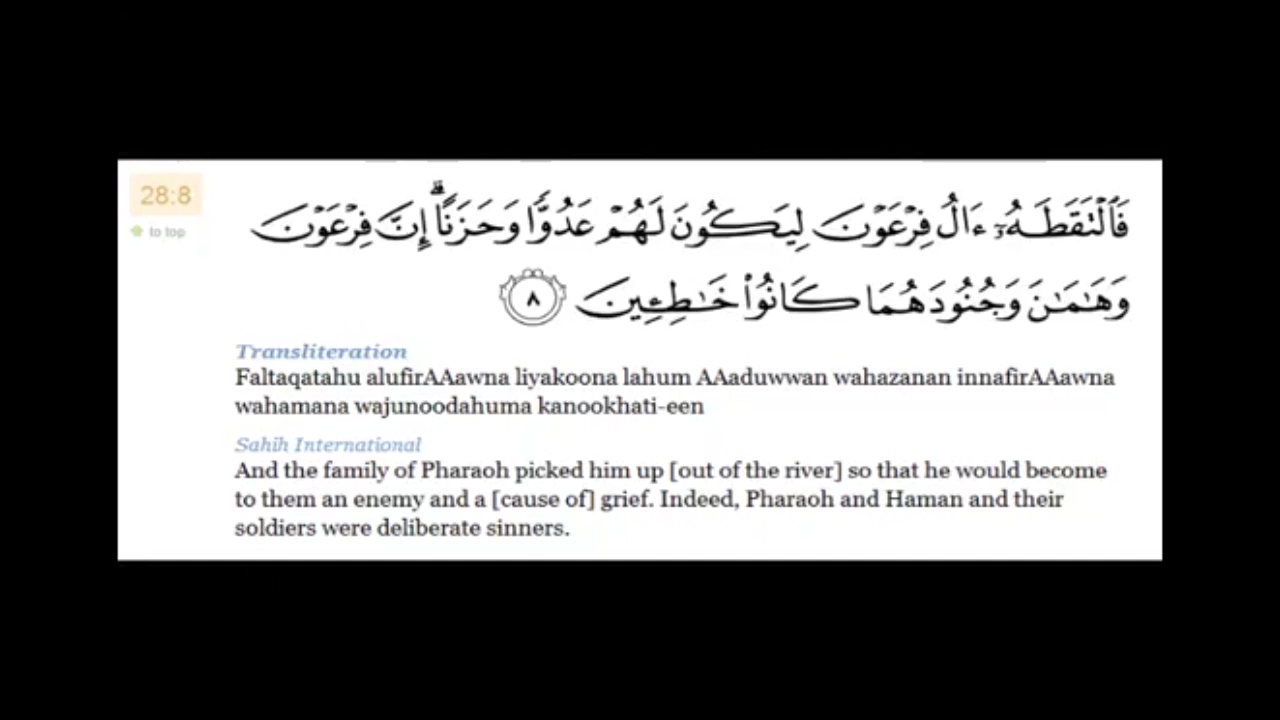 28:8
to top
فَٱلْتَقَطَهُۥٓ ءَالُ فِرْعَوْنَ لِيَكُونَ لَهُمْ عَدُوًّا وَحَزَنًا ۗ إِنَّ فِرْعَوْنَ
وَهَـٰمَـٰنَ وَجُنُودَهُمَا كَانُوا۟ خَـٰطِـِٔينَ ٨
Transliteration
Faltaqatahu alufirAAawna liyakoona lahum AAaduwwan wahazanan innafirAAawna
wahamana wajunoodahuma kanookhati-een
Sahih International
And the family of Pharaoh picked him up [out of the river] so that he would become
to them an enemy and a [cause of] grief. Indeed, Pharaoh and Haman and their
soldiers were deliberate sinners.